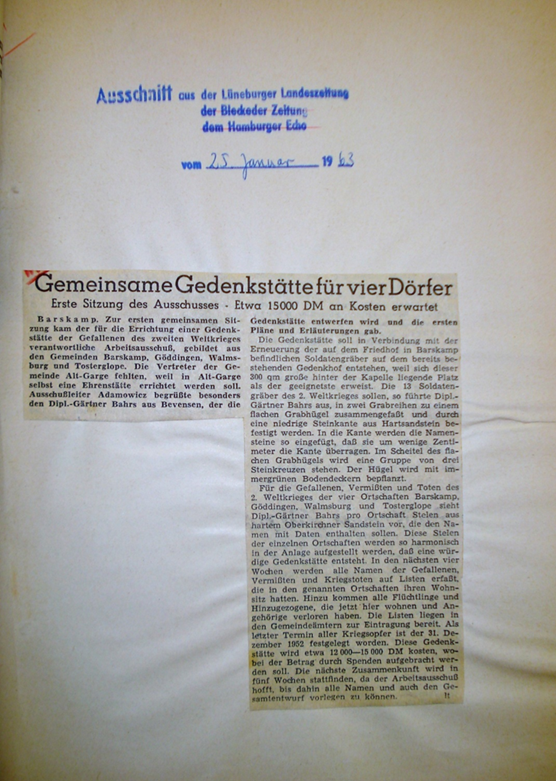 Ausschnitt aus der Lüneburger Landeszeitung
der Bleckeder Zeitung
dem Hamburger Echo
vom 25 Januar 1963
Gemeinsame Gedenkstätte für vier Dörfer
Erste Sitzung des Ausschusses - Etwa 15000 DM an Kosten erwartet
Barskamp. Zur ersten gemeinsamen Sit-
zung kam der für die Errichtung einer Gedenk-
stätte der Gefallenen des zweiten Weltkrieges
verantwortliche Arbeitsausschuß, gebildet aus
den Gemeinden Barskamp, Göddingen, Walms-
burg und Tosterglope. Die Vertreter der Ge-
meinde Alt-Garge fehlten, weil in Alt-Garge
selbst eine Ehrenstätte errichtet werden soll.
Ausschußleiter Adamowicz begrüßte besonders
den Dipl.-Gärtner Bahrs aus Bevensen, der die
Gedenkstätte entwerfen wird und die ersten
Pläne und Erläuterungen gab.
Die Gedenkstätte soll in Verbindung mit der
Erneuerung der auf dem Friedhof in Barskamp
befindlichen Soldatengräber auf dem bereits be-
stehenden Gedenkhof entstehen, weil sich dieser
300 qm große hinter der Kapelle liegende Platz
als der geeignetste erweist. Die 13 Soldaten-
gräber des 2. Weltkrieges sollen, so führte Dipl.-
Gärtner Bahrs aus, in zwei Grabreihen zu einem
flachen Grabhügel zusammengefaßt und durch
eine niedrige Steinkante aus Hartsandstein be-
festigt werden. In die Kante werden die Namen-
steine so eingefügt, daß sie um wenige Zenti-
meter die Kante überragen. Im Scheitel des fla-
chen Grabhügels wird eine Gruppe von drei
Steinkreuzen stehen. Der Hügel wird mit im-
mergrünen Bodendeckern bepflanzt.
Für die Gefallenen, Vermißten und Toten des
2. Weltkrieges der vier Ortschaften Barskamp,
Göddingen, Walmsburg und Tosterglope sieht
Dipl.-Gärtner Bahrs pro Ortschaft Stelen aus
hartem Oberkirchner Sandstein vor, die den Na-
men mit Daten enthalten sollen. Diese Stelen
der einzelnen Ortschaften werden so harmonisch
in der Anlage aufgestellt werden, daß eine wür-
dige Gedenkstätte entsteht. In den nächsten vier
Wochen werden alle Namen der Gefallenen,
Vermißten und Kriegstoten auf Listen erfaßt,
die in den genannten Ortschaften ihren Wohn-
sitz hatten. Hinzu kommen alle Flüchtlinge und
Hinzugezogene, die jetzt hier wohnen und An-
gehörige verloren haben. Die Listen liegen in
den Gemeindeämtern zur Eintragung bereit. Als
letzter Termin aller Kriegsopfer ist der 31. De-
zember 1952 festgelegt worden. Diese Gedenk-
stätte wird etwa 12 000—15 000 DM kosten, wo-
bei der Betrag durch Spenden aufgebracht wer-
den soll. Die nächste Zusammenkunft wird in
fünf Wochen stattfinden, da der Arbeitsausschuß
hofft, bis dahin alle Namen und auch den Ge-
samtentwurf vorlegen zu können.